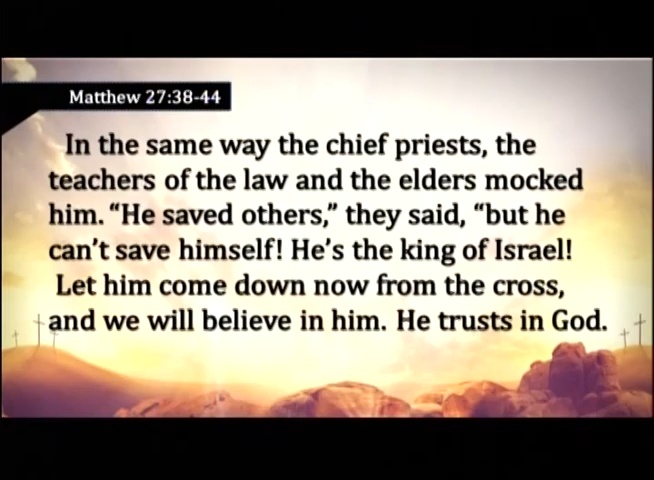 Matthew 27:38-44
In the same way the chief priests, the
teachers of the law and the elders mocked
him. “He saved others,” they said, “but he
can’t save himself! He’s the king of Israel!
Let him come down now from the cross,
and we will believe in him. He trusts in God.